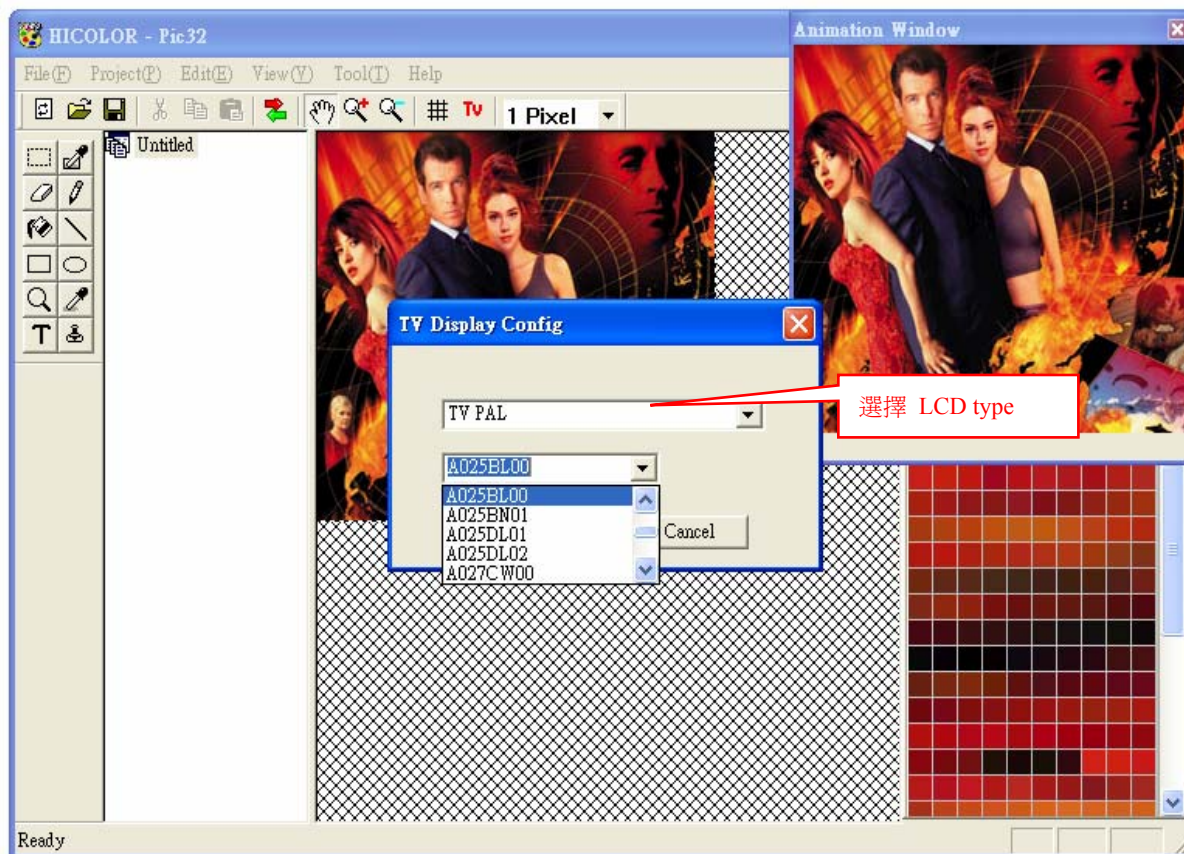 HICOLOR - Pic32
Animation Window
File(F) Project(P) Edit(E) View(V) Tool(T) Help
TV 1 Pixel
Untitled
TV Display Config
TV PAL
選擇 LCD type
A025BL00
A025BL00
A025BN01
A025DL01
A025DL02
A027CW00
Cancel
T
Ready